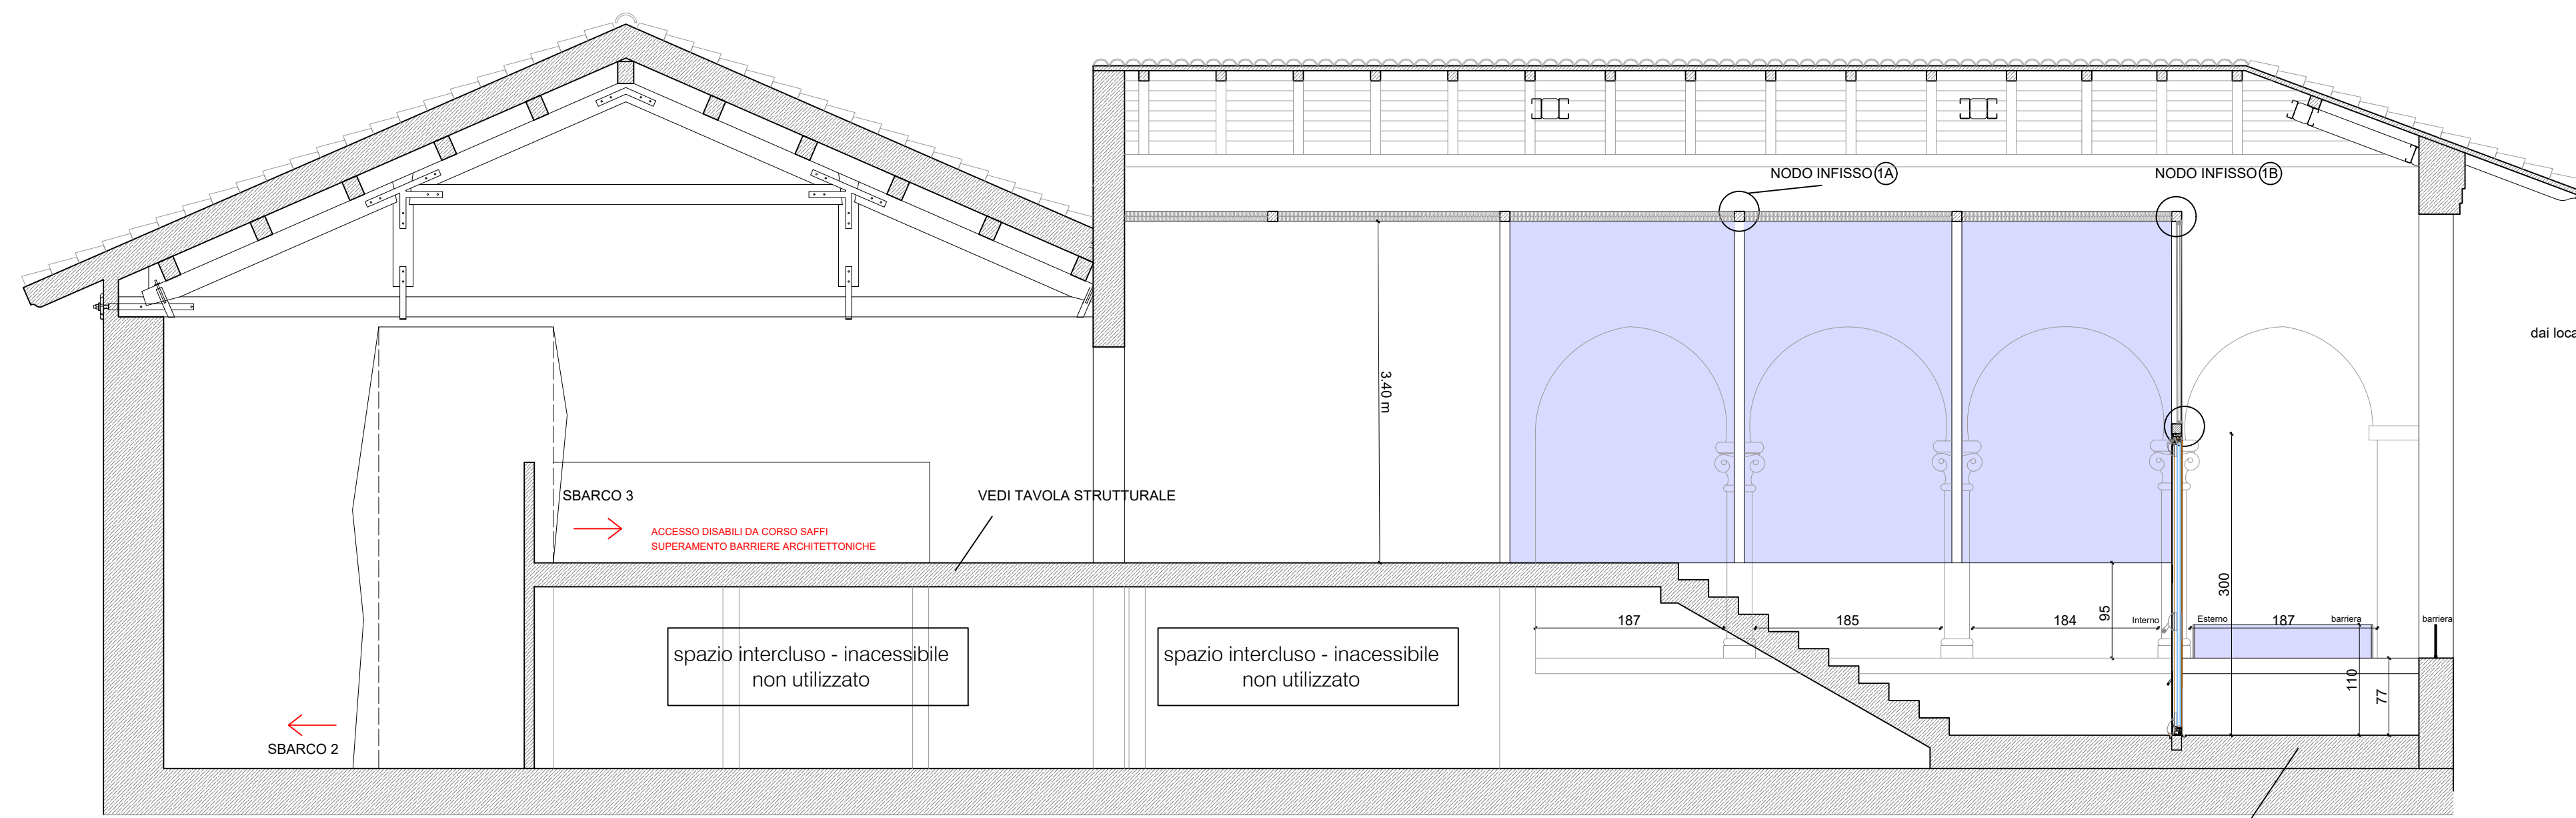 NODO INFISSO 1A
NODO INFISSO 1B
dai loca
3.40 m
SBARCO 3
VEDI TAVOLA STRUTTURALE
ACCESSO DISABILI DA CORSO SAFFI
SUPERAMENTO BARRIERE ARCHITETTONICHE
300
95
187
185
184
Interno
Esterno
187
barriera
barriera
spazio intercluso - inacessibile
non utilizzato
spazio intercluso - inacessibile
non utilizzato
110
77
SBARCO 2